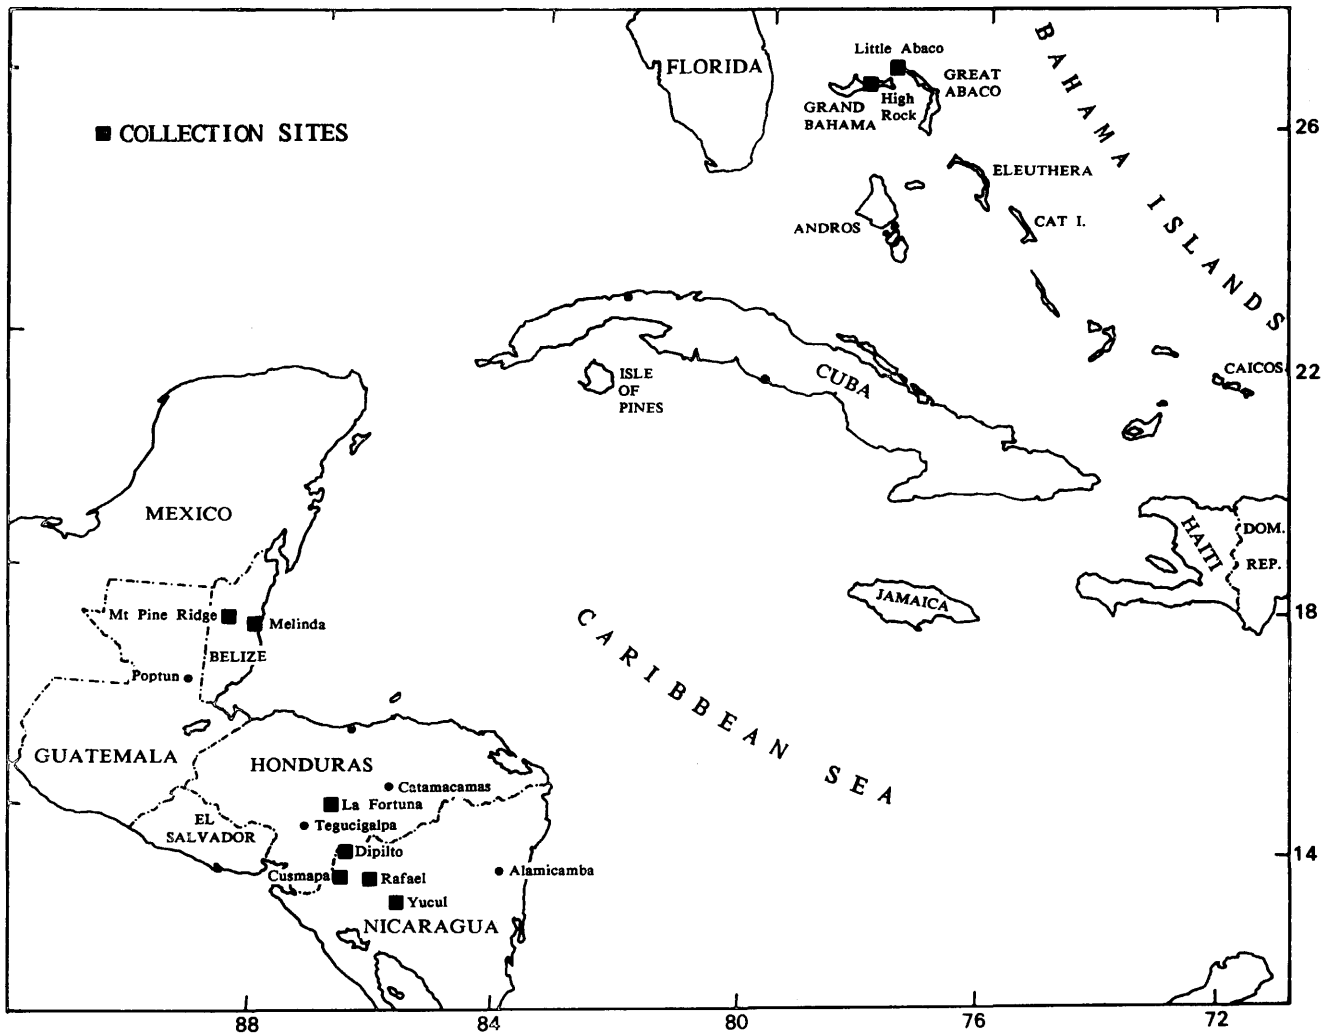 Little Abaco
FLORIDA
GREAT
ABACO
High
Rock
GRAND
BAHAMA
BAHAMA ISLANDS
■ COLLECTION SITES
26
ELEUTHERA
ANDROS
CAT I.
ISLE
OF
PINES
CUBA
CAICOS
22
MEXICO
HAITI
DOM.
REP.
JAMAICA
18
Mt Pine Ridge
Melinda
BELIZE
Poptun
CARIBBEAN SEA
GUATEMALA
HONDURAS
Catamacamas
La Fortuna
EL
SALVADOR
Tegucigalpa
Dipilto
14
Cusmapa
Rafael
Alamicamba
Yucul
NICARAGUA
88
84
80
76
72